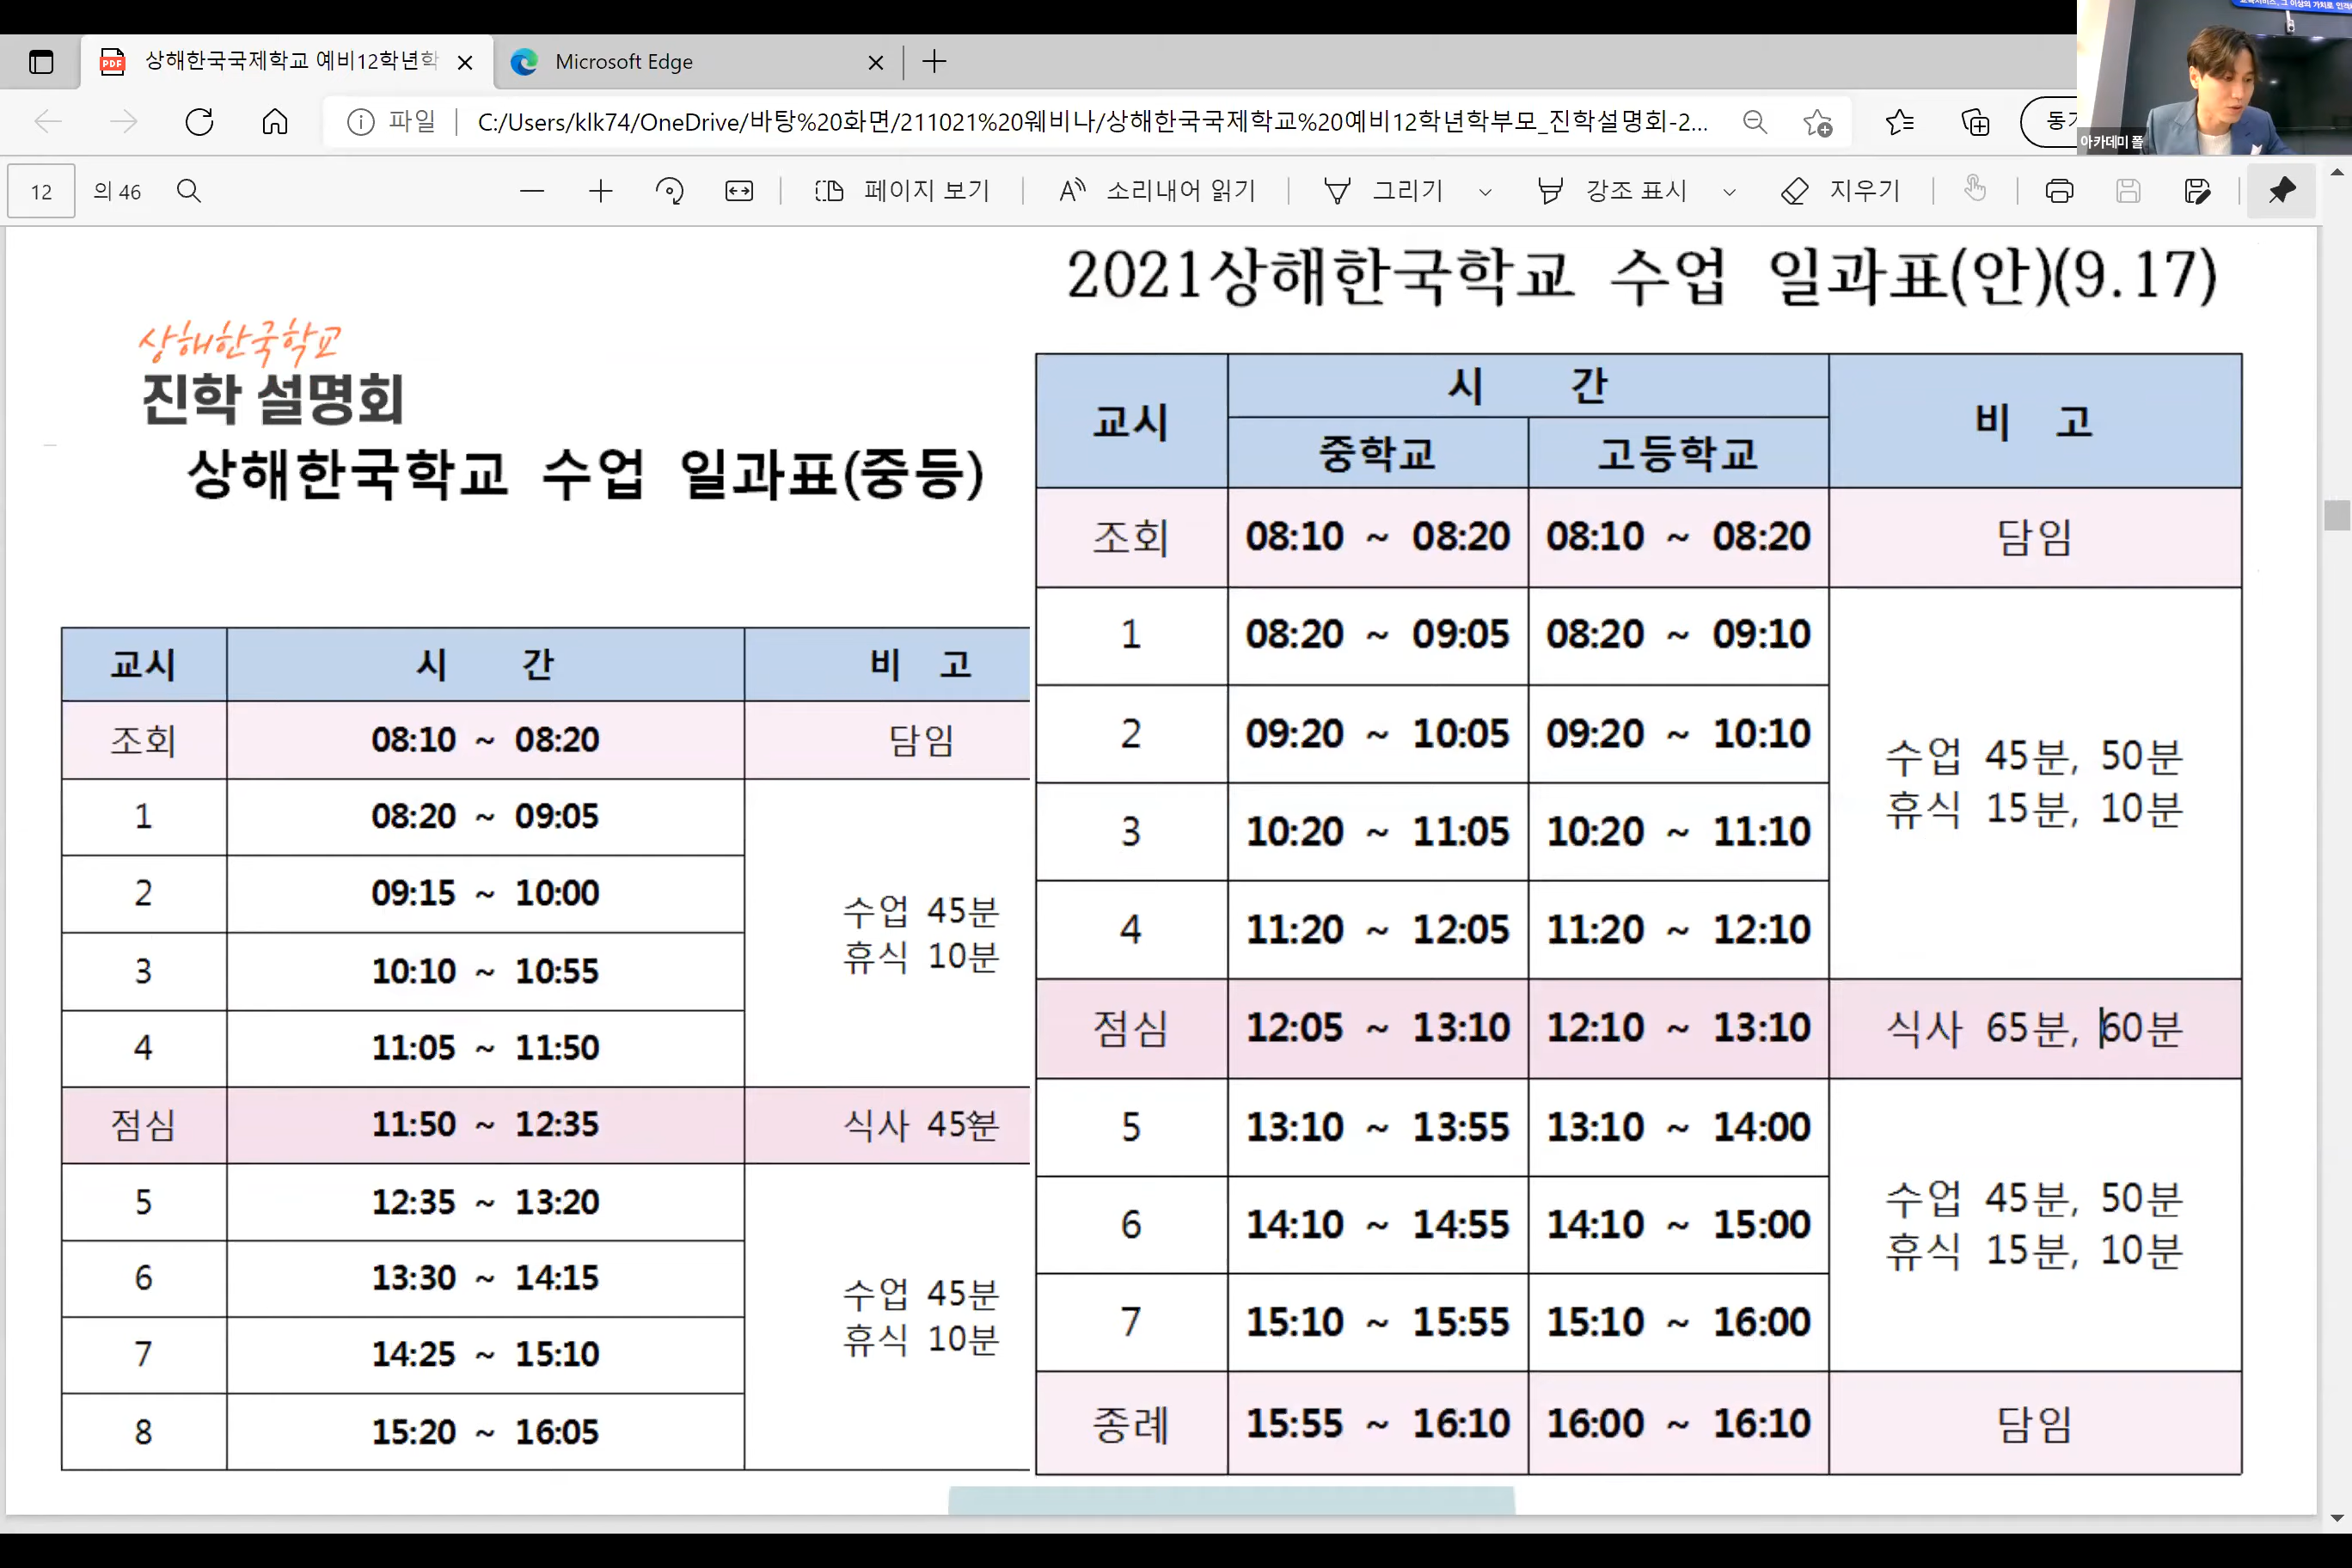 상해한국국제학교 예비12학년학
Microsoft Edge
파일
C:/Users/klk74/OneDrive/바탕%20화면/211021%20웨비나/상해한국국제학교%20예비12학년학부모_진학설명회-2...
아카데미 폴
12 의 46
페이지 보기
소리내어 읽기
그리기
강조 표시
지우기
2021상해한국학교 수업 일과표(안)(9.17)
상해한국학교
진학 설명회
상해한국학교 수업 일과표(중등)
교시 시 간 비 고
조회 08:10 ~ 08:20 담임
1 08:20 ~ 09:05
2 09:15 ~ 10:00
수업 45분
휴식 10분
3 10:10 ~ 10:55
4 11:05 ~ 11:50
점심 11:50 ~ 12:35 식사 45분
5 12:35 ~ 13:20
6 13:30 ~ 14:15
수업 45분
휴식 10분
7 14:25 ~ 15:10
8 15:20 ~ 16:05
교시 시 간 비 고
중학교 고등학교
조회 08:10 ~ 08:20 08:10 ~ 08:20 담임
1 08:20 ~ 09:05 08:20 ~ 09:10
2 09:20 ~ 10:05 09:20 ~ 10:10
수업 45분, 50분
휴식 15분, 10분
3 10:20 ~ 11:05 10:20 ~ 11:10
4 11:20 ~ 12:05 11:20 ~ 12:10
점심 12:05 ~ 13:10 12:10 ~ 13:10 식사 65분, 60분
5 13:10 ~ 13:55 13:10 ~ 14:00
6 14:10 ~ 14:55 14:10 ~ 15:00
수업 45분, 50분
휴식 15분, 10분
7 15:10 ~ 15:55 15:10 ~ 16:00
종례 15:55 ~ 16:10 16:00 ~ 16:10 담임